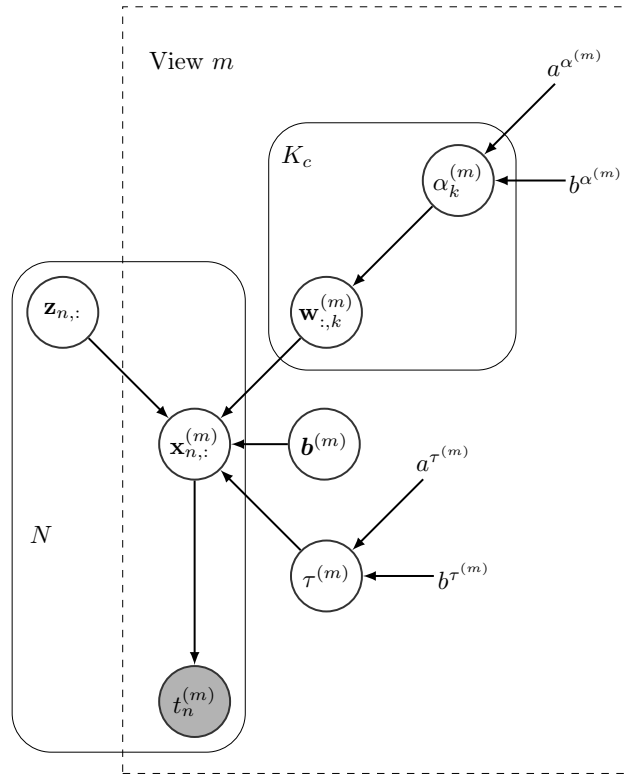 View m
a^{α^{(m)}}
K_c
α_k^{(m)}
b^{α^{(m)}}
z_{n,:}
w_{:,k}^{(m)}
x_{n,:}^{(m)}
b^{(m)}
a^{τ^{(m)}}
N
τ^{(m)}
b^{τ^{(m)}}
t_n^{(m)}